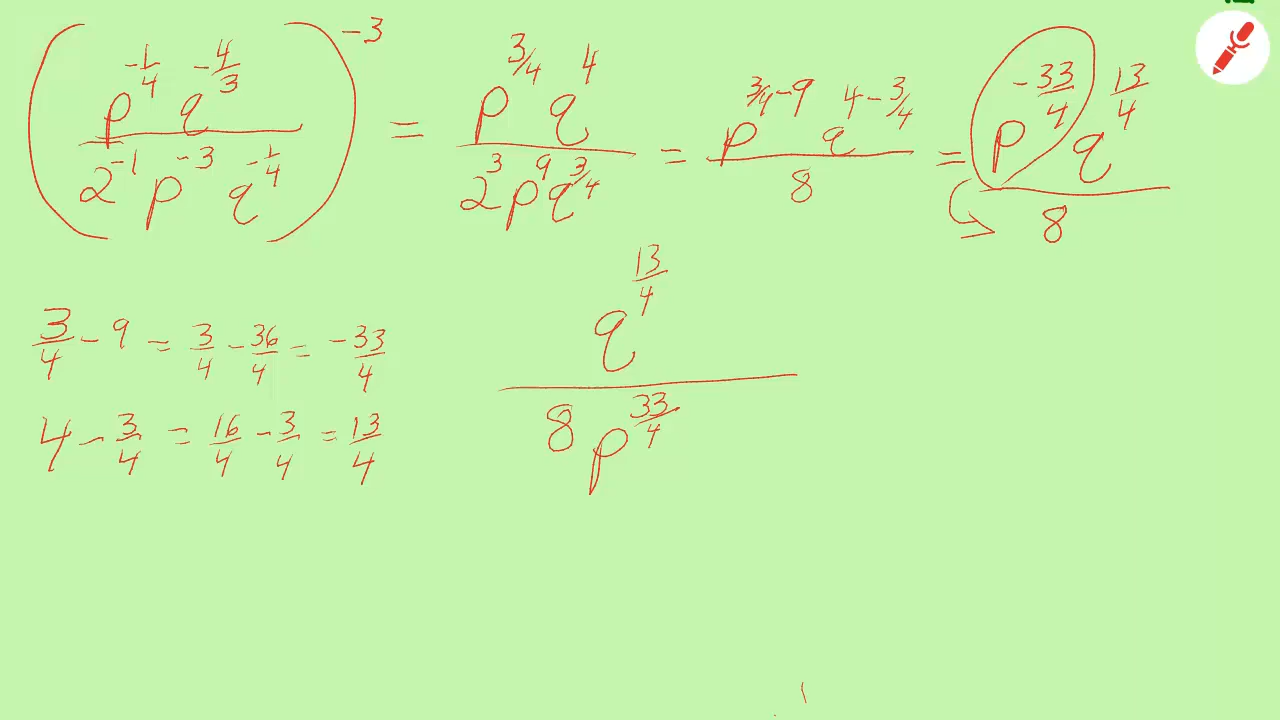 (p^{-1/4} q^{-4/3} / 2^{-1} p^{-3} q^{-1/4})^{-3} = p^{3/4} q^{4} / 2^{3} p^{9} q^{3/4} = p^{3/4-9} q^{4-3/4} / 8 = p^{-33/4} q^{13/4} / 8
q^{13/4} / 8 p^{33/4}
3/4 - 9 = 3/4 - 36/4 = -33/4
4 - 3/4 = 16/4 - 3/4 = 13/4